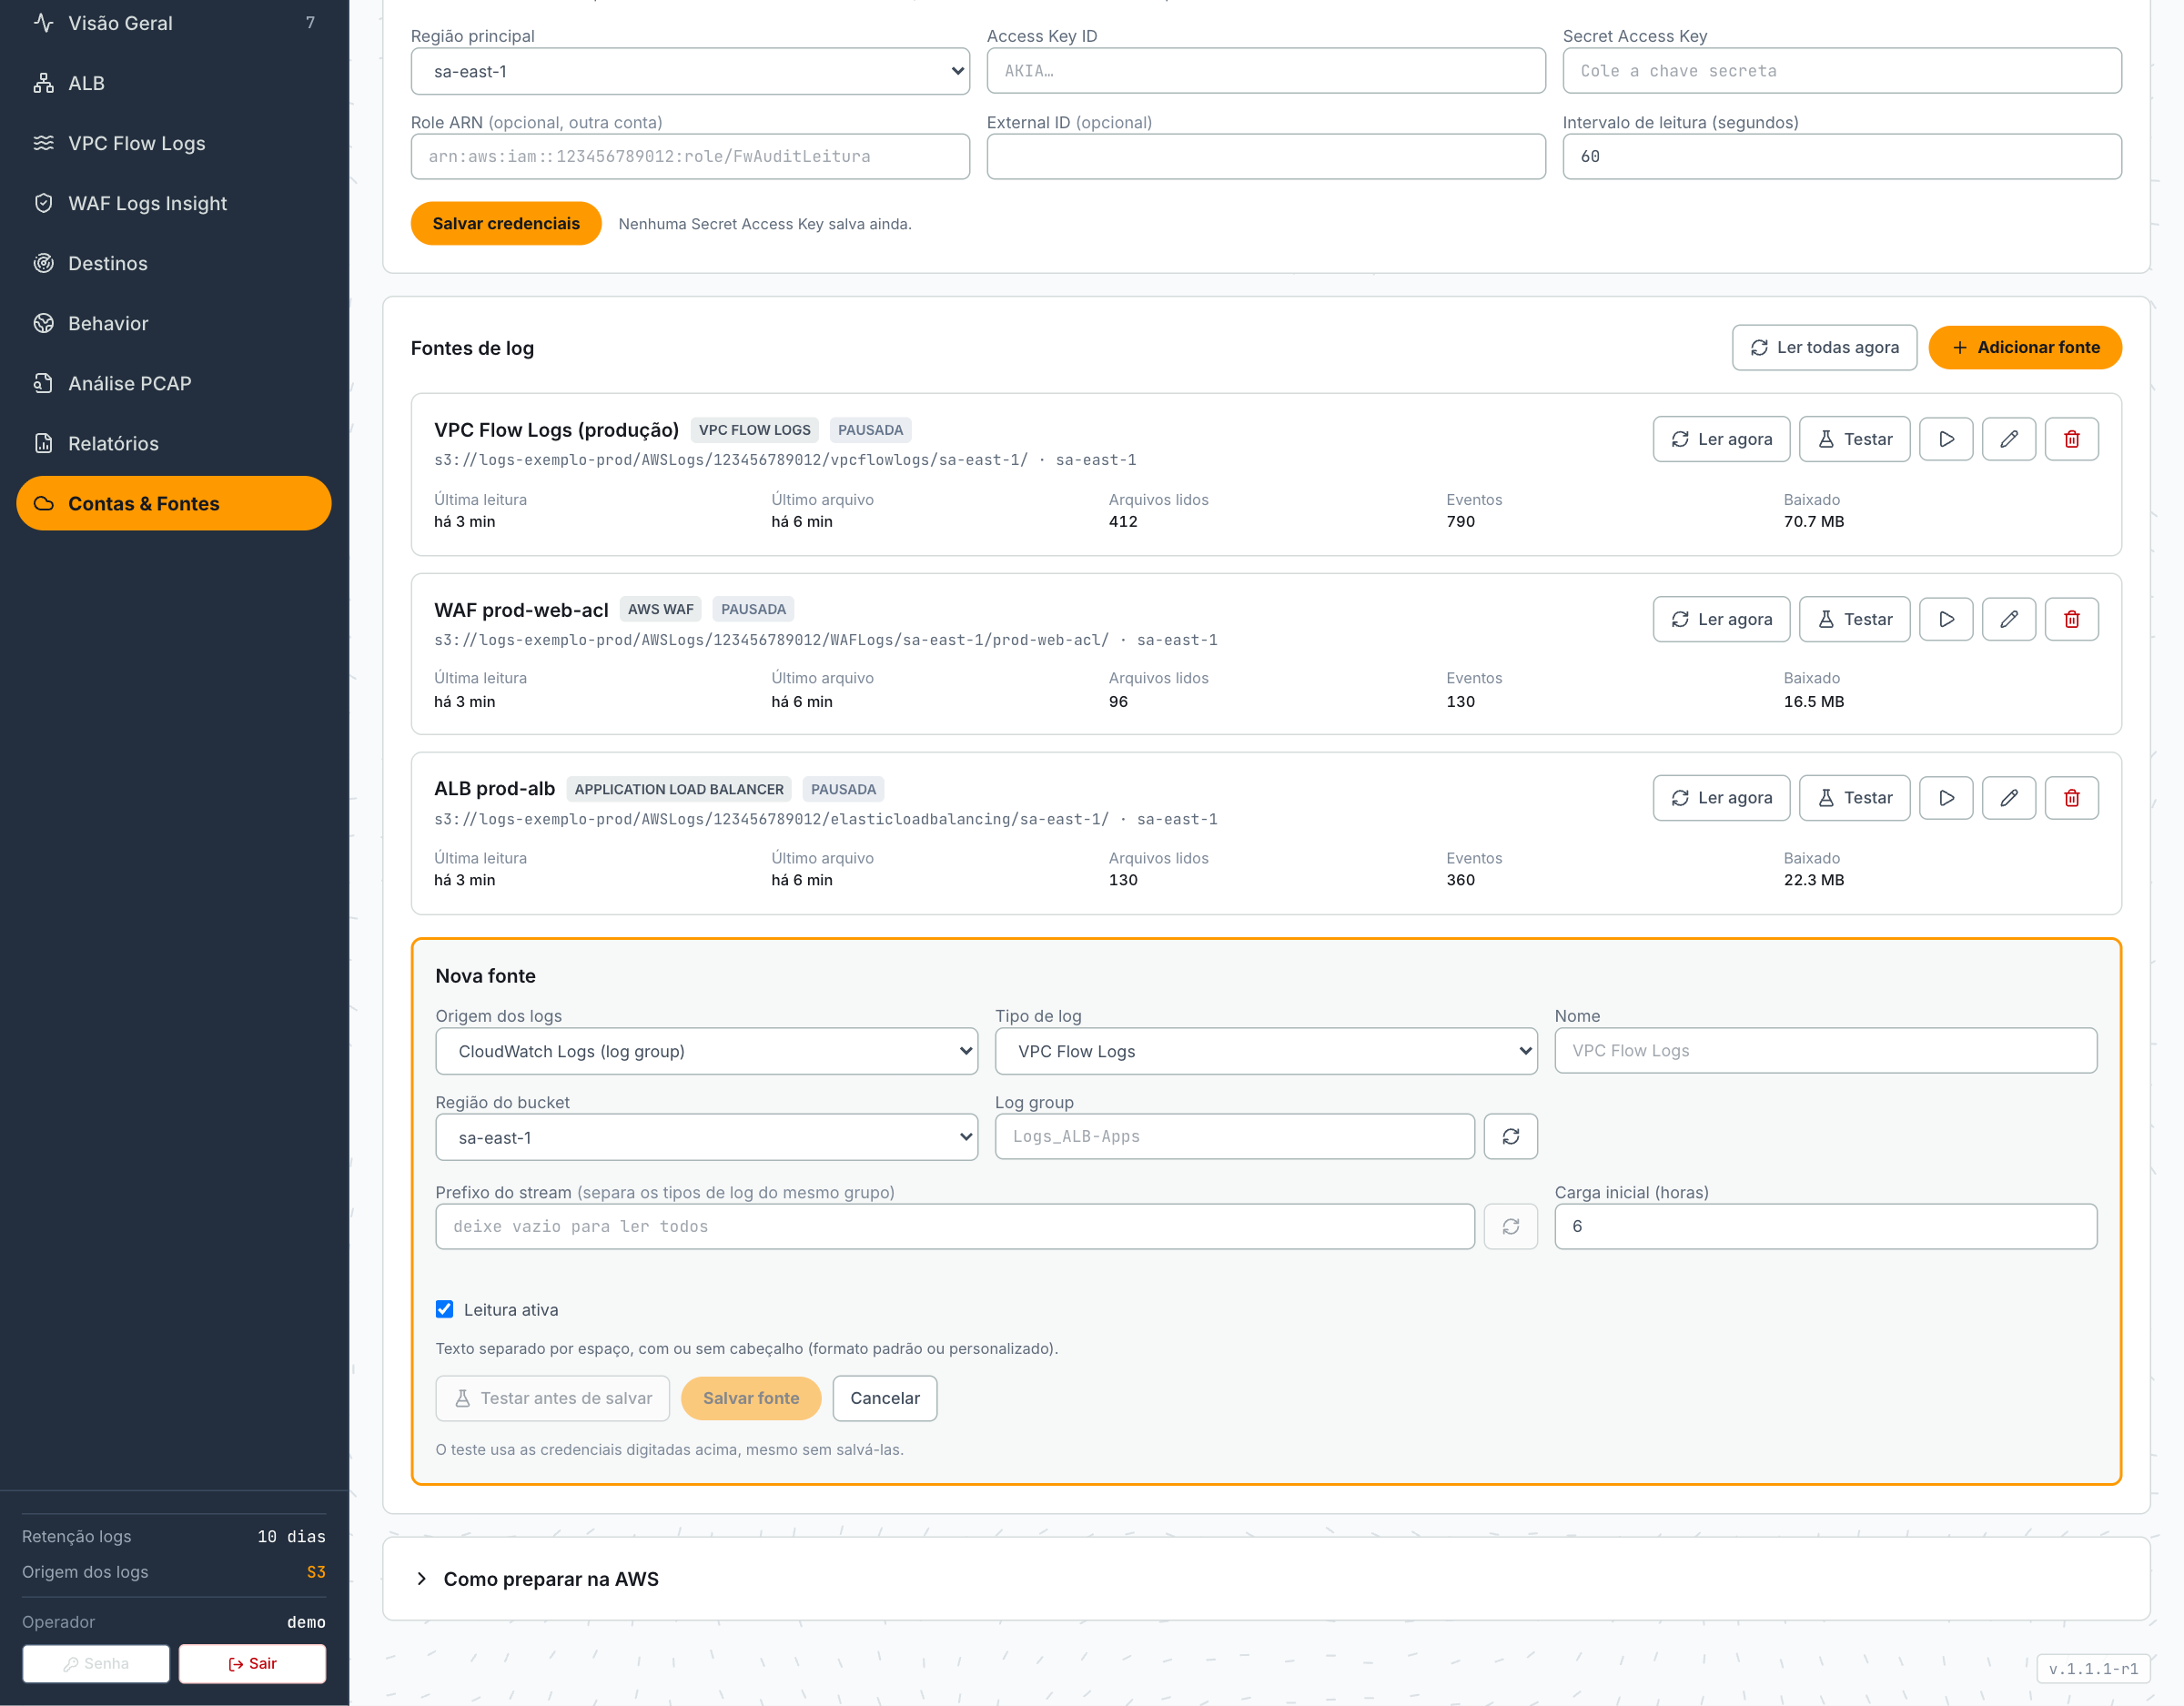 Visão Geral 7
ALB
VPC Flow Logs
WAF Logs Insight
Destinos
Behavior
Análise PCAP
Relatórios
Contas & Fontes
Retenção logs 10 dias
Origem dos logs S3
Operador demo
Senha Sair
Região principal Access Key ID Secret Access Key
sa-east-1 AKIA… Cole a chave secreta
Role ARN (opcional, outra conta) External ID (opcional) Intervalo de leitura (segundos)
arn:aws:iam::123456789012:role/FwAuditLeitura 60
Salvar credenciais Nenhuma Secret Access Key salva ainda.
Fontes de log Ler todas agora + Adicionar fonte
VPC Flow Logs (produção) VPC FLOW LOGS PAUSADA Ler agora Testar
s3://logs-exemplo-prod/AWSLogs/123456789012/vpcflowlogs/sa-east-1/ · sa-east-1
Última leitura Último arquivo Arquivos lidos Eventos Baixado
há 3 min há 6 min 412 790 70.7 MB
WAF prod-web-acl AWS WAF PAUSADA Ler agora Testar
s3://logs-exemplo-prod/AWSLogs/123456789012/WAFLogs/sa-east-1/prod-web-acl/ · sa-east-1
Última leitura Último arquivo Arquivos lidos Eventos Baixado
há 3 min há 6 min 96 130 16.5 MB
ALB prod-alb APPLICATION LOAD BALANCER PAUSADA Ler agora Testar
s3://logs-exemplo-prod/AWSLogs/123456789012/elasticloadbalancing/sa-east-1/ · sa-east-1
Última leitura Último arquivo Arquivos lidos Eventos Baixado
há 3 min há 6 min 130 360 22.3 MB
Nova fonte
Origem dos logs Tipo de log Nome
CloudWatch Logs (log group) VPC Flow Logs VPC Flow Logs
Região do bucket Log group
sa-east-1 Logs_ALB-Apps
Prefixo do stream (separa os tipos de log do mesmo grupo) Carga inicial (horas)
deixe vazio para ler todos 6
Leitura ativa
Texto separado por espaço, com ou sem cabeçalho (formato padrão ou personalizado).
Testar antes de salvar Salvar fonte Cancelar
O teste usa as credenciais digitadas acima, mesmo sem salvá-las.
Como preparar na AWS
v.1.1.1-r1